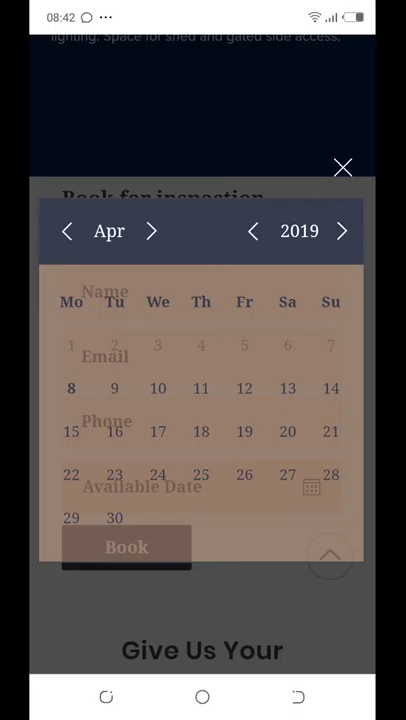 08:42
lighting. Space for shed and gated side access.
Book for inspection
Apr 2019
Name
Mo Tu We Th Fr Sa Su
1 2 3 4 5 6 7
Email
8 9 10 11 12 13 14
Phone
15 16 17 18 19 20 21
22 23 24 25 26 27 28
Available Date
29 30
Book
Give Us Your